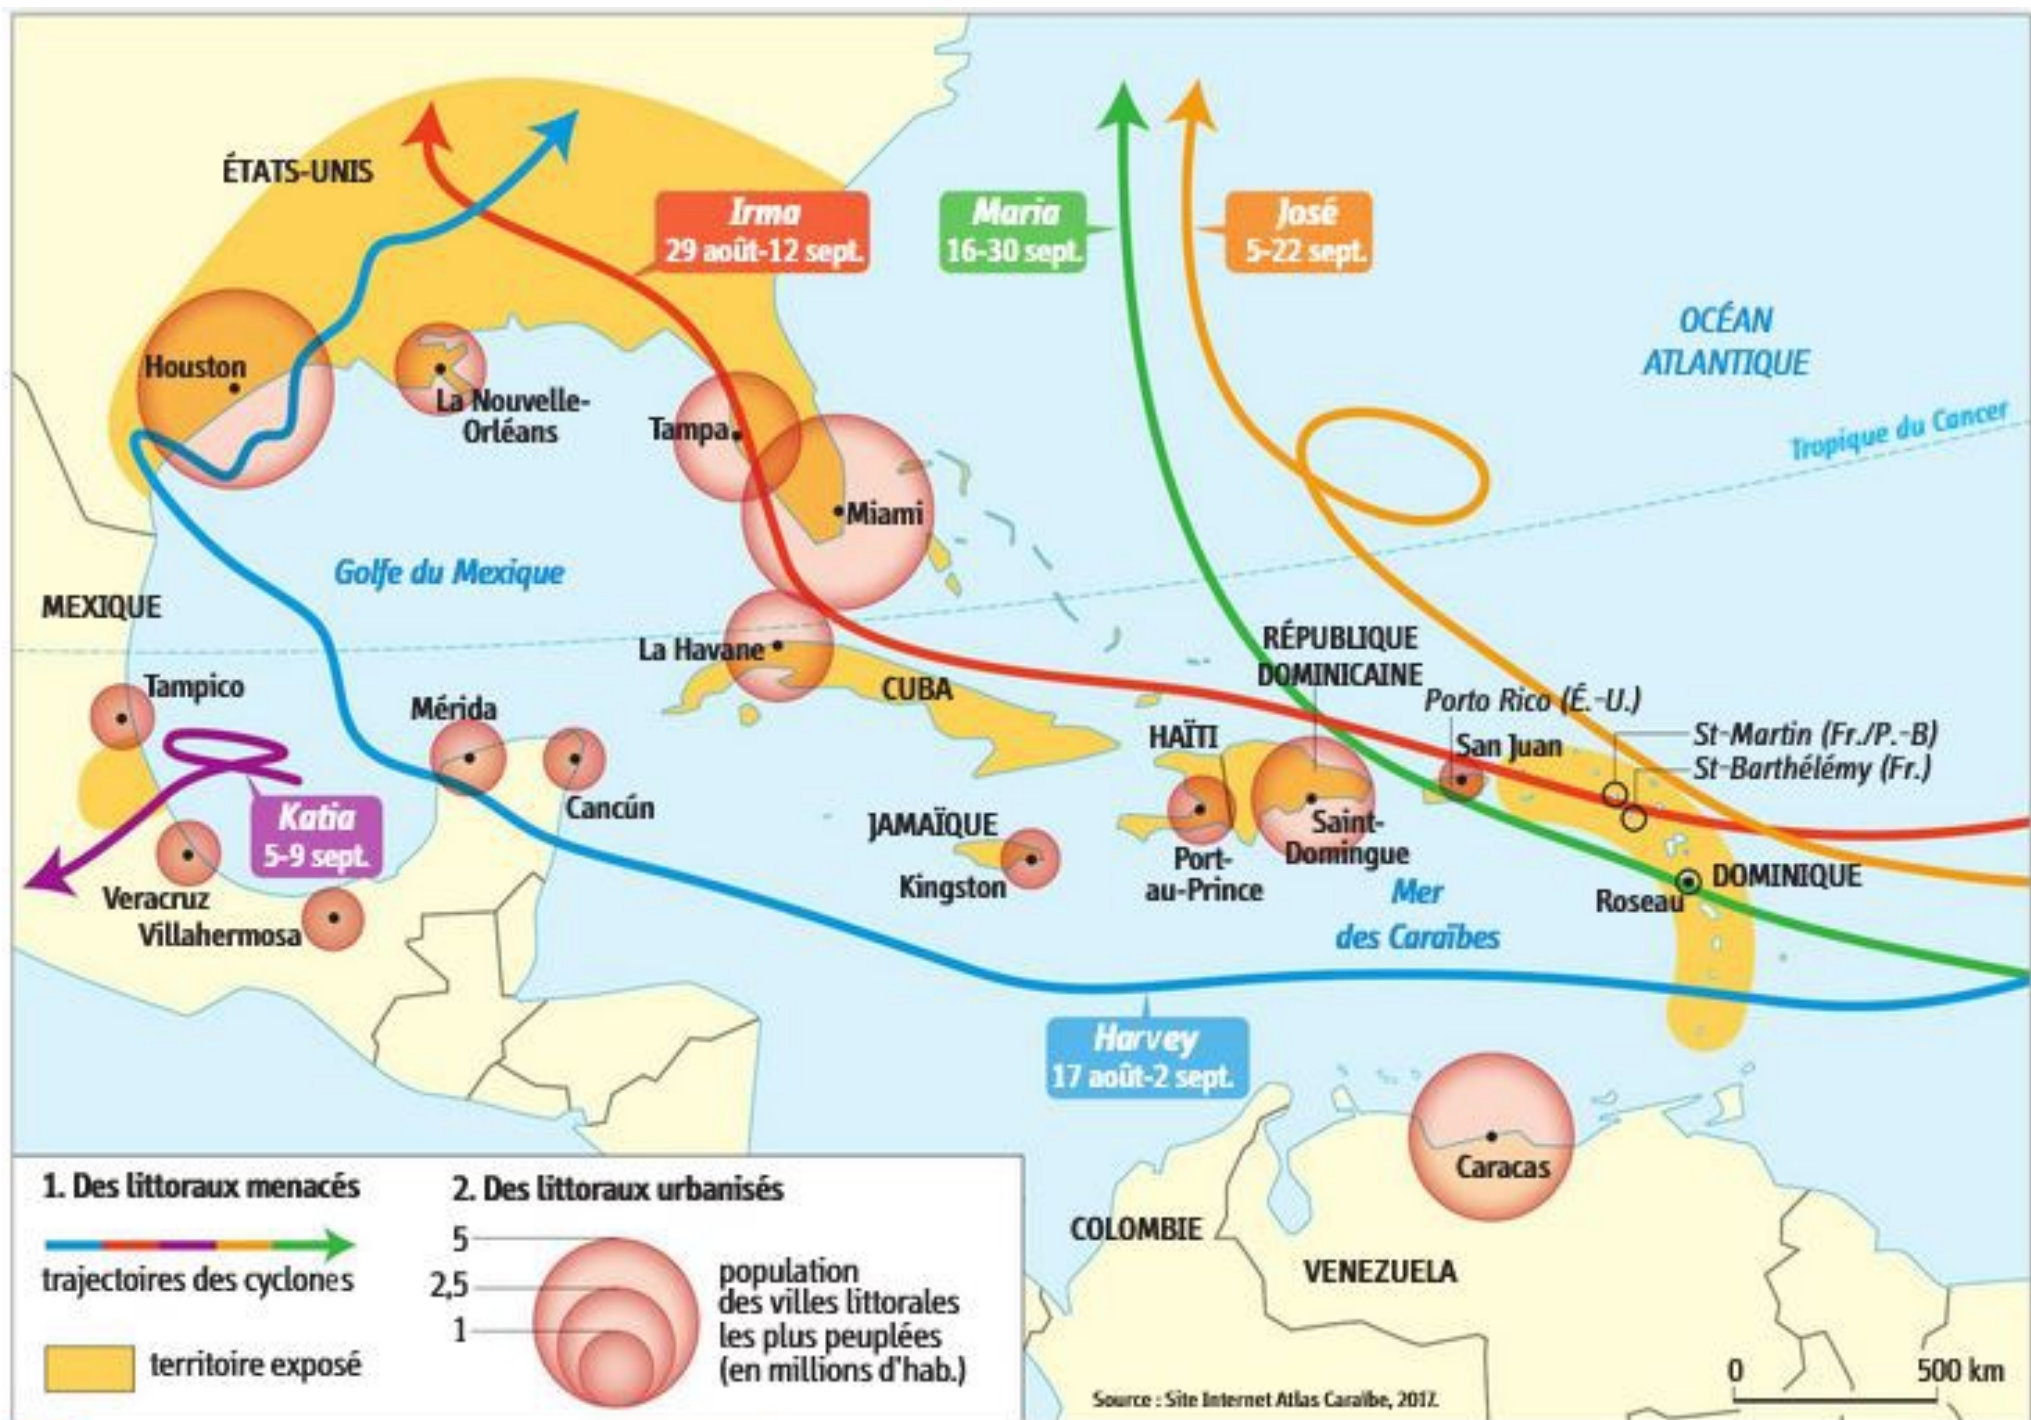 ÉTATS-UNIS
Irma
29 août-12 sept.
Maria
16-30 sept.
José
5-22 sept.
OCÉAN
ATLANTIQUE
Houston
La Nouvelle-
Orléans
Tampa
Tropique du Cancer
Miami
Golfe du Mexique
MEXIQUE
La Havane
RÉPUBLIQUE
DOMINICAINE
Tampico
CUBA
Porto Rico (É.-U.)
Mérida
HAÏTI
San Juan
St-Martin (Fr./P.-B)
St-Barthélémy (Fr.)
Cancún
Katia
5-9 sept.
JAMAÏQUE
Saint-
Domingue
Port-
au-Prince
Kingston
DOMINIQUE
Roseau
Mer
des Caraïbes
Veracruz
Villahermosa
Harvey
17 août-2 sept.
Caracas
COLOMBIE
VENEZUELA
1. Des littoraux menacés
trajectoires des cyclones
territoire exposé
2. Des littoraux urbanisés
5
2,5
1
population
des villes littorales
les plus peuplées
(en millions d'hab.)
0 500 km
Source : Site Internet Atlas Caraïbe, 2017.